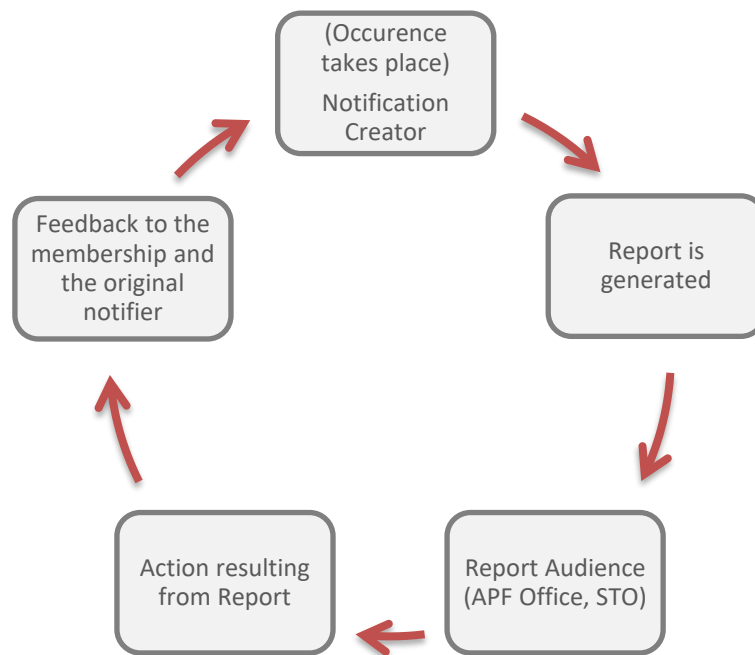 (Occurence
takes place)
Notification
Creator
Report is
generated
Report Audience
(APF Office, STO)
Action resulting
from Report
Feedback to the
membership and
the original
notifier